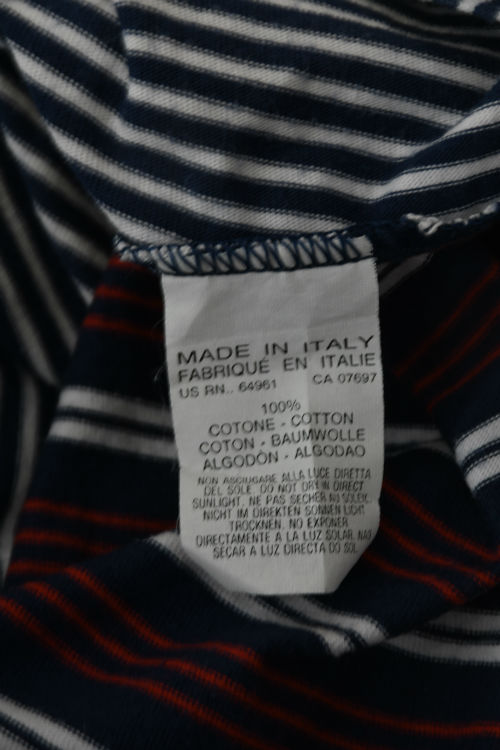 MADE IN ITALY
FABRIQUÉ EN ITALIE
US RN.. 64961 CA 07697
100%
COTONE - COTTON
COTON - BAUMWOLLE
ALGODÒN - ALGODAO
NON ASCIUGARE ALLA LUCE DIRETTA
DEL SOLE. DO NOT DRY IN DIRECT
SUNLIGHT. NE PAS SECHER AU SOLEIL.
NICHT IM DIREKTEN SONNEN LICHT
TROCKNEN. NO EXPONER
DIRECTAMENTE A LA LUZ SOLAR. NAO
SECAR A LUZ DIRECTA DO SOL.